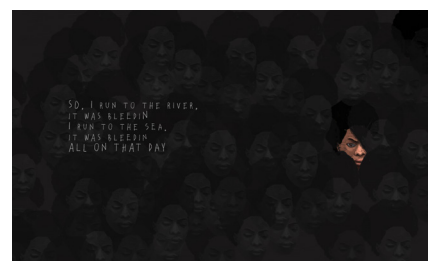 SO, I RUN TO THE RIVER,
IT WAS BLEEDIN
I RUN TO THE SEA,
IT WAS BLEEDIN
ALL ON THAT DAY